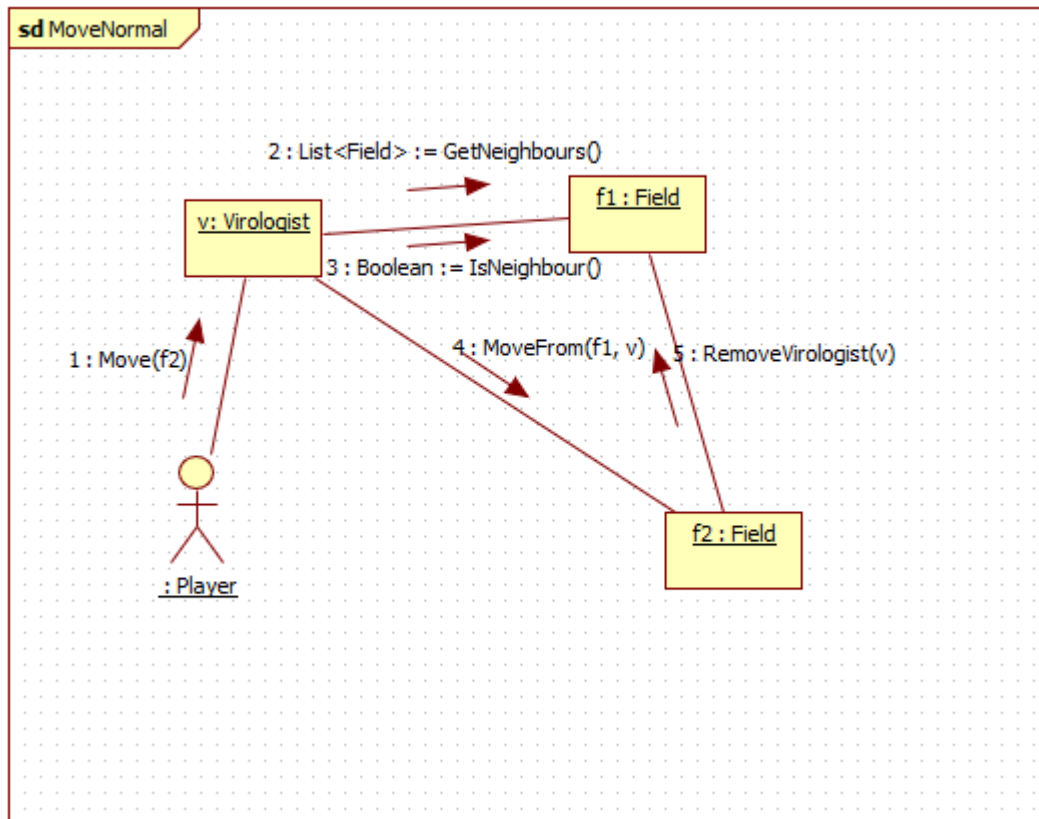 sd MoveNormal
2 : List<Field> := GetNeighbours()
f1 : Field
v: Virologist
3 : Boolean := IsNeighbour()
1 : Move(f2)
4 : MoveFrom(f1, v)
5 : RemoveVirologist(v)
f2 : Field
: Player